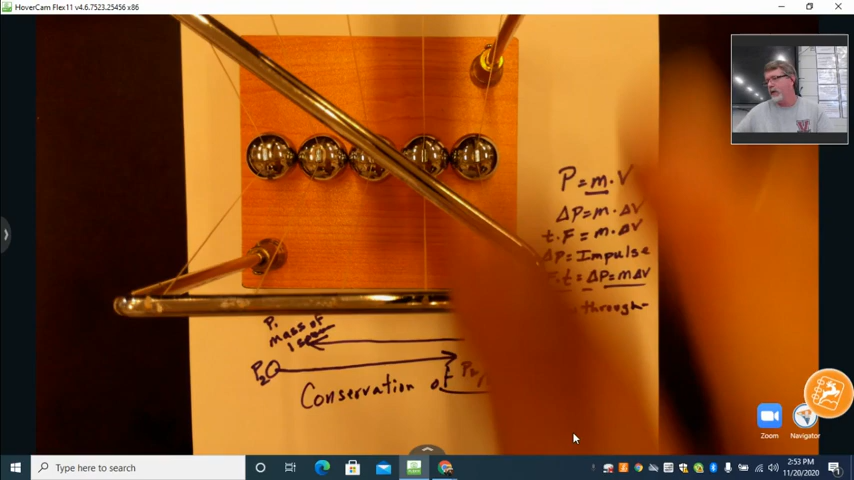 HoverCam Flex11 v4.6.7523.25456 x86
P = m . V
ΔP = m . ΔV
t . F = m . ΔV
ΔP = Impulse
t = ΔP = mΔV
through-
P1
mass of
1
P2
Conservation of
Zoom
Navigator
Type here to search
2:53 PM
11/20/2020